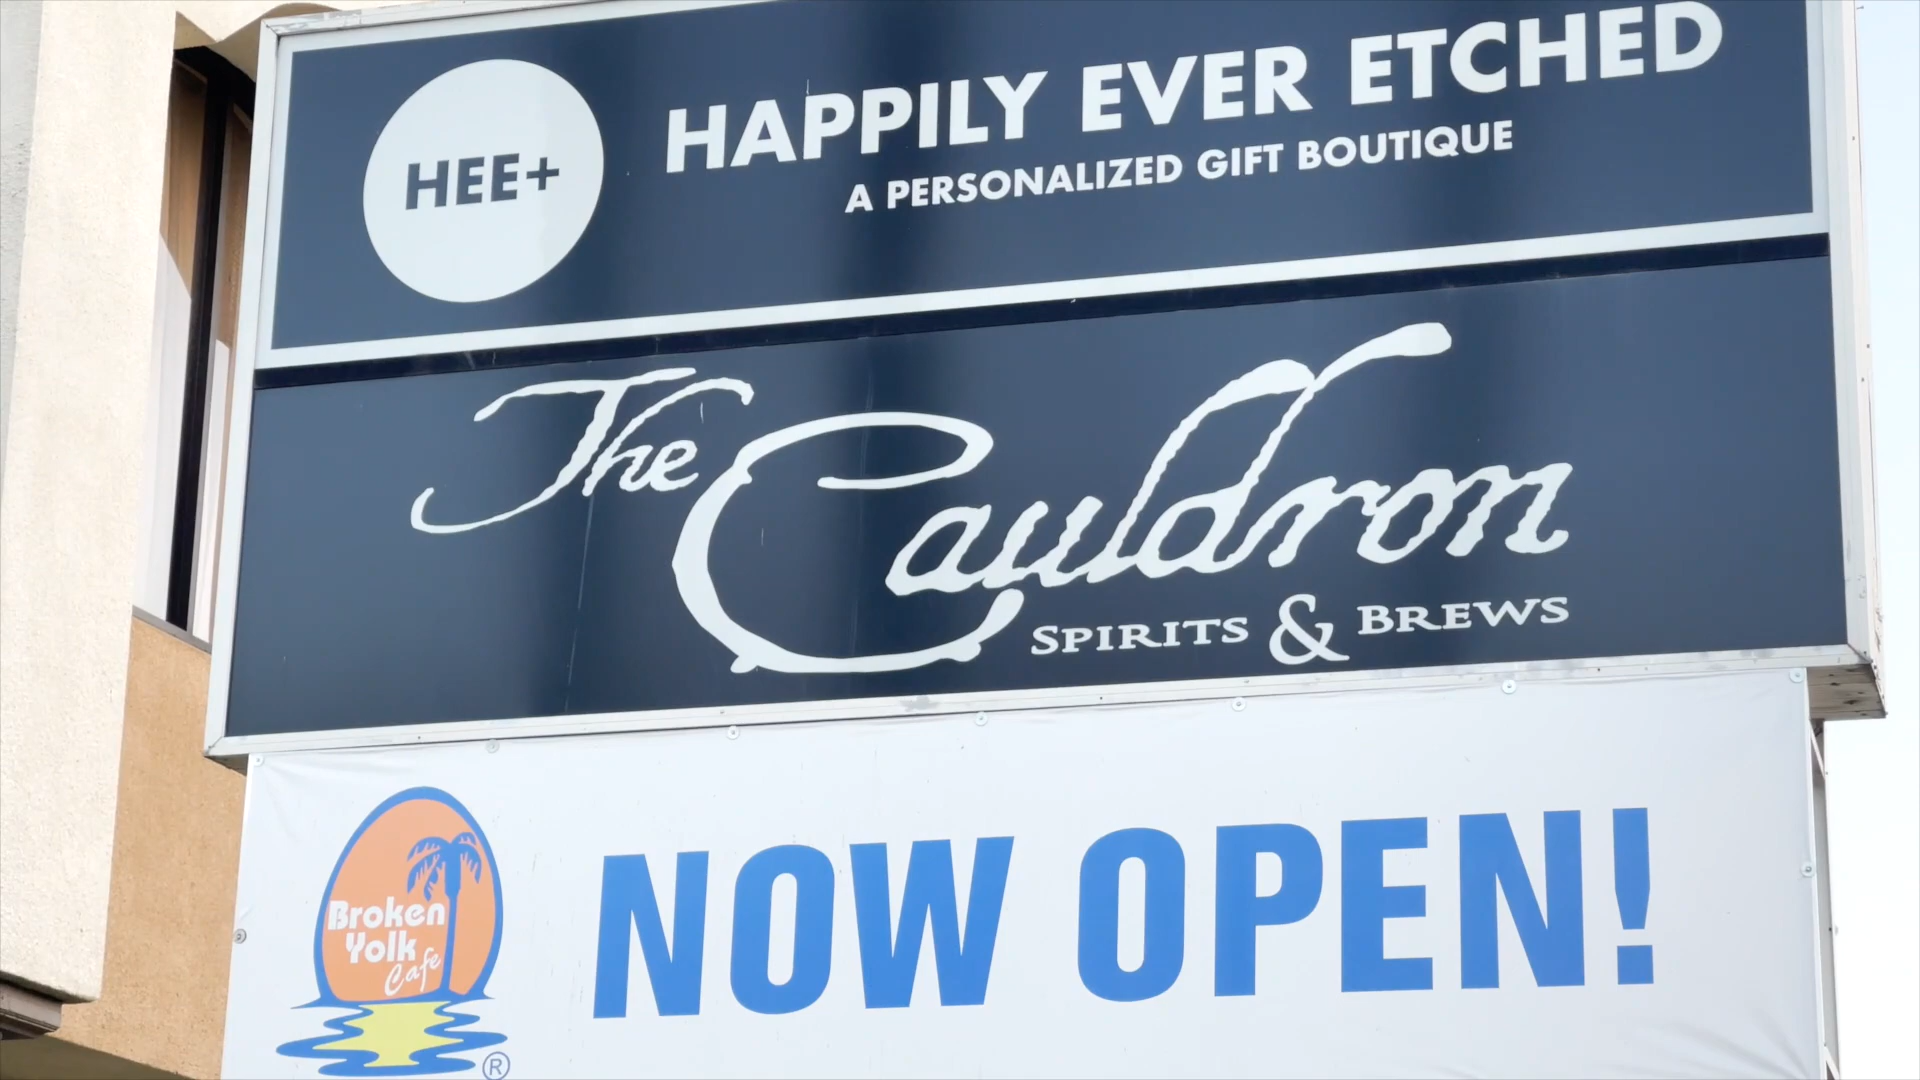 HEE+
HAPPILY EVER ETCHED
A PERSONALIZED GIFT BOUTIQUE
The Cauldron
SPIRITS & BREWS
Broken
Yolk
Cafe
®
NOW OPEN!